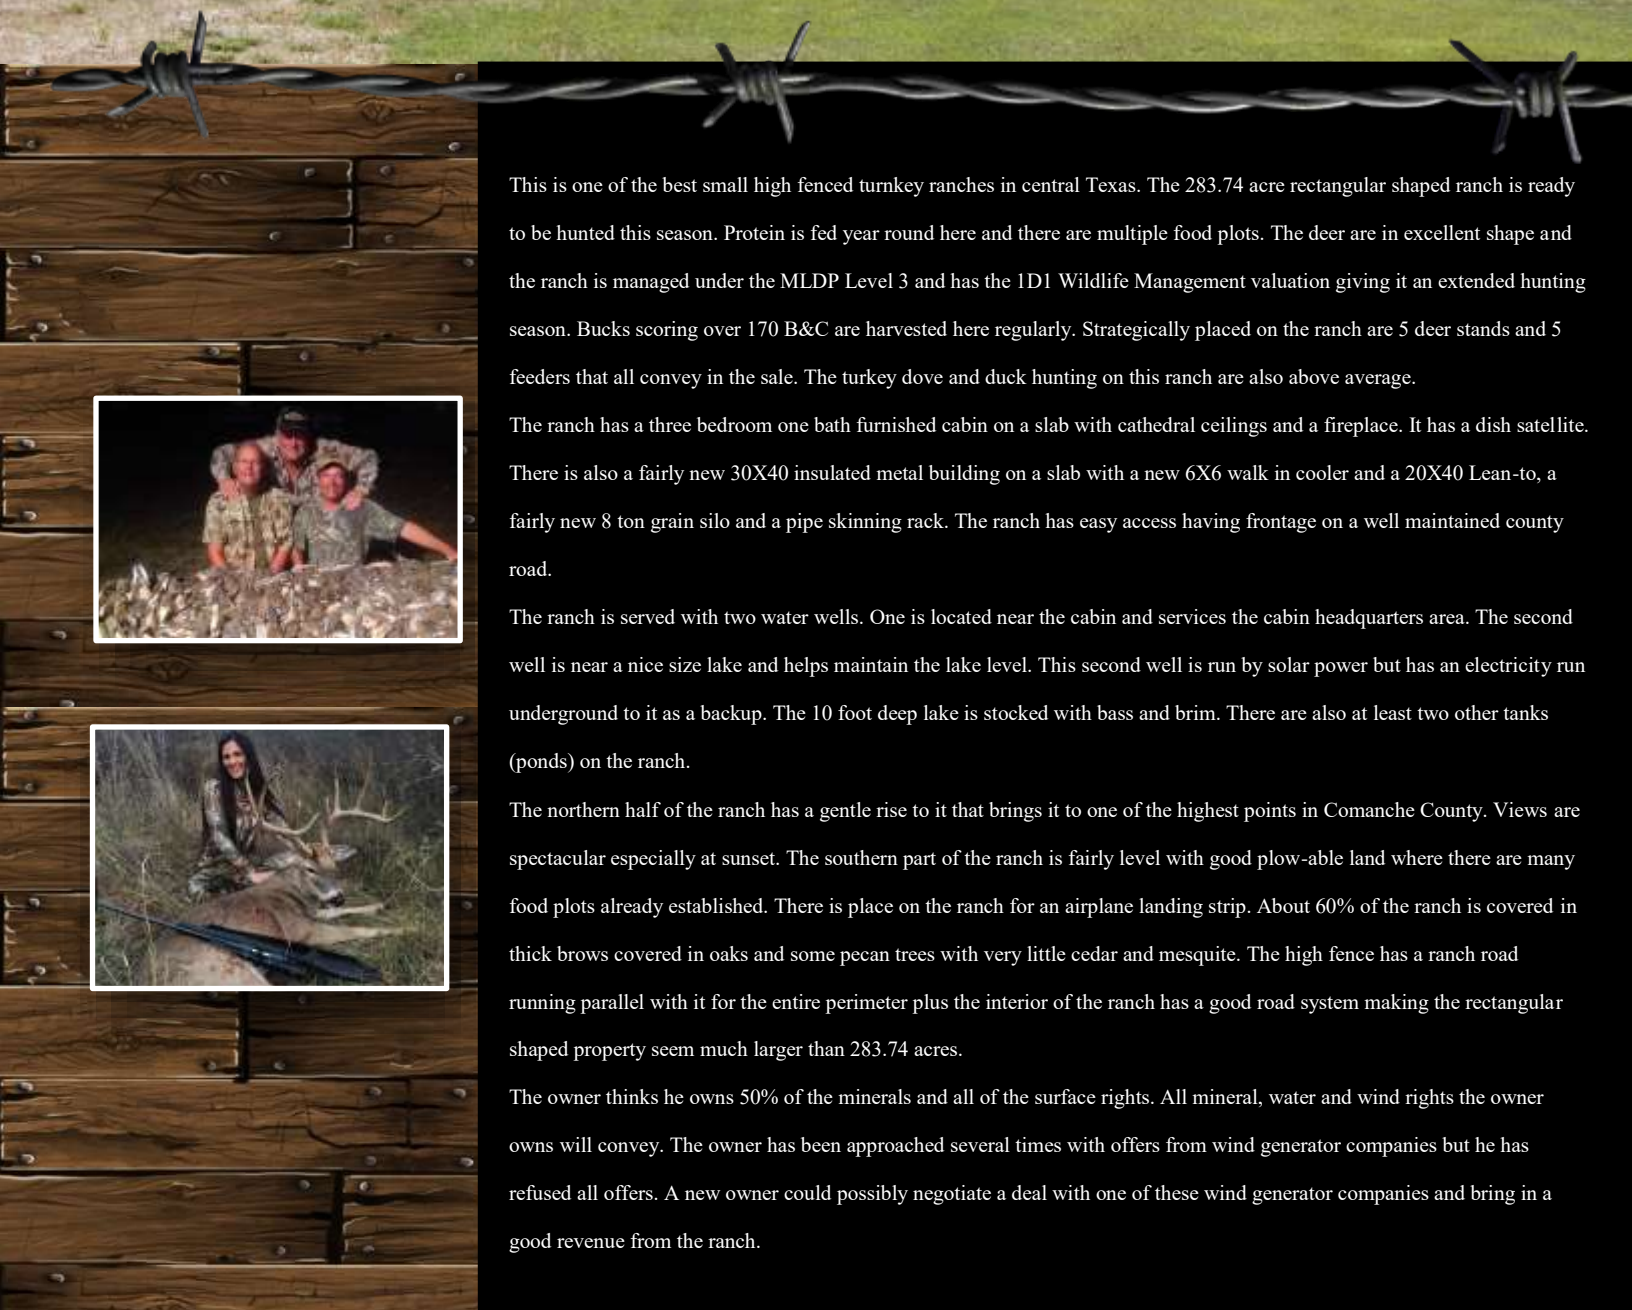 This is one of the best small high fenced turnkey ranches in central Texas. The 283.74 acre rectangular shaped ranch is ready
to be hunted this season. Protein is fed year round here and there are multiple food plots. The deer are in excellent shape and
the ranch is managed under the MLDP Level 3 and has the 1D1 Wildlife Management valuation giving it an extended hunting
season. Bucks scoring over 170 B&C are harvested here regularly. Strategically placed on the ranch are 5 deer stands and 5
feeders that all convey in the sale. The turkey dove and duck hunting on this ranch are also above average.
The ranch has a three bedroom one bath furnished cabin on a slab with cathedral ceilings and a fireplace. It has a dish satellite.
There is also a fairly new 30X40 insulated metal building on a slab with a new 6X6 walk in cooler and a 20X40 Lean-to, a
fairly new 8 ton grain silo and a pipe skinning rack. The ranch has easy access having frontage on a well maintained county
road.
The ranch is served with two water wells. One is located near the cabin and services the cabin headquarters area. The second
well is near a nice size lake and helps maintain the lake level. This second well is run by solar power but has an electricity run
underground to it as a backup. The 10 foot deep lake is stocked with bass and brim. There are also at least two other tanks
(ponds) on the ranch.
The northern half of the ranch has a gentle rise to it that brings it to one of the highest points in Comanche County. Views are
spectacular especially at sunset. The southern part of the ranch is fairly level with good plow-able land where there are many
food plots already established. There is place on the ranch for an airplane landing strip. About 60% of the ranch is covered in
thick brows covered in oaks and some pecan trees with very little cedar and mesquite. The high fence has a ranch road
running parallel with it for the entire perimeter plus the interior of the ranch has a good road system making the rectangular
shaped property seem much larger than 283.74 acres.
The owner thinks he owns 50% of the minerals and all of the surface rights. All mineral, water and wind rights the owner
owns will convey. The owner has been approached several times with offers from wind generator companies but he has
refused all offers. A new owner could possibly negotiate a deal with one of these wind generator companies and bring in a
good revenue from the ranch.